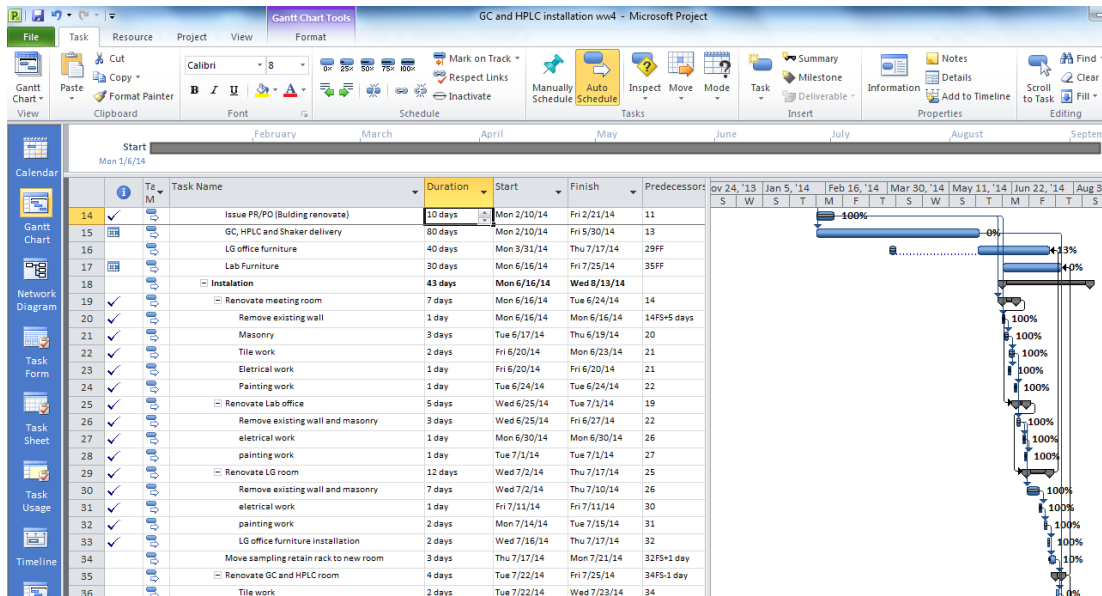 Gantt Chart Tools
GC and HPLC installation ww4 - Microsoft Project
File Task Resource Project View Format
Gantt Chart
View
Paste
Cut
Copy
Format Painter
Clipboard
Calibri 8
B I U A
Font
0× 25× 50× 75× 100×
Mark on Track
Respect Links
Inactivate
Schedule
Manually Schedule
Auto Schedule
Inspect Move Mode
Tasks
Task
Summary
Milestone
Deliverable
Insert
Information
Notes
Details
Add to Timeline
Properties
Scroll to Task
Find
Clear
Fill
Editing
February March April May June July August Septem
Start
Mon 1/6/14
Calendar
Gantt Chart
Network Diagram
Task Form
Task Sheet
Task Usage
Timeline
Ta M Task Name Duration Start Finish Predecessors
ov 24, '13 Jan 5, '14 Feb 16, '14 Mar 30, '14 May 11, '14 Jun 22, '14 Aug 3
S W S T M F T S W S T M F T S
14 Issue PR/PO (Bulding renovate) 10 days Mon 2/10/14 Fri 2/21/14 11 100%
15 GC, HPLC and Shaker delivery 80 days Mon 2/10/14 Fri 5/30/14 13 0%
16 LG office furniture 40 days Mon 3/31/14 Thu 7/17/14 29FF 13%
17 Lab Furniture 30 days Mon 6/16/14 Fri 7/25/14 35FF 0%
18 Instalation 43 days Mon 6/16/14 Wed 8/13/14
19 Renovate meeting room 7 days Mon 6/16/14 Tue 6/24/14 14
20 Remove existing wall 1 day Mon 6/16/14 Mon 6/16/14 14FS+5 days 100%
21 Masonry 3 days Tue 6/17/14 Thu 6/19/14 20 100%
22 Tile work 2 days Fri 6/20/14 Mon 6/23/14 21 100%
23 Eletrical work 1 day Fri 6/20/14 Fri 6/20/14 21 100%
24 Painting work 1 day Tue 6/24/14 Tue 6/24/14 22 100%
25 Renovate Lab office 5 days Wed 6/25/14 Tue 7/1/14 19
26 Remove existing wall and masonry 3 days Wed 6/25/14 Fri 6/27/14 22 100%
27 eletrical work 1 day Mon 6/30/14 Mon 6/30/14 26 100%
28 painting work 1 day Tue 7/1/14 Tue 7/1/14 27 100%
29 Renovate LG room 12 days Wed 7/2/14 Thu 7/17/14 25
30 Remove existing wall and masonry 7 days Wed 7/2/14 Thu 7/10/14 26 100%
31 eletrical work 1 day Fri 7/11/14 Fri 7/11/14 30 100%
32 painting work 2 days Mon 7/14/14 Tue 7/15/14 31 100%
33 LG office furniture installation 2 days Wed 7/16/14 Thu 7/17/14 32 100%
34 Move sampling retain rack to new room 3 days Thu 7/17/14 Mon 7/21/14 32FS+1 day 10%
35 Renovate GC and HPLC room 4 days Tue 7/22/14 Fri 7/25/14 34FS-1 day
36 Tile work 2 days Tue 7/22/14 Wed 7/23/14 34 0%